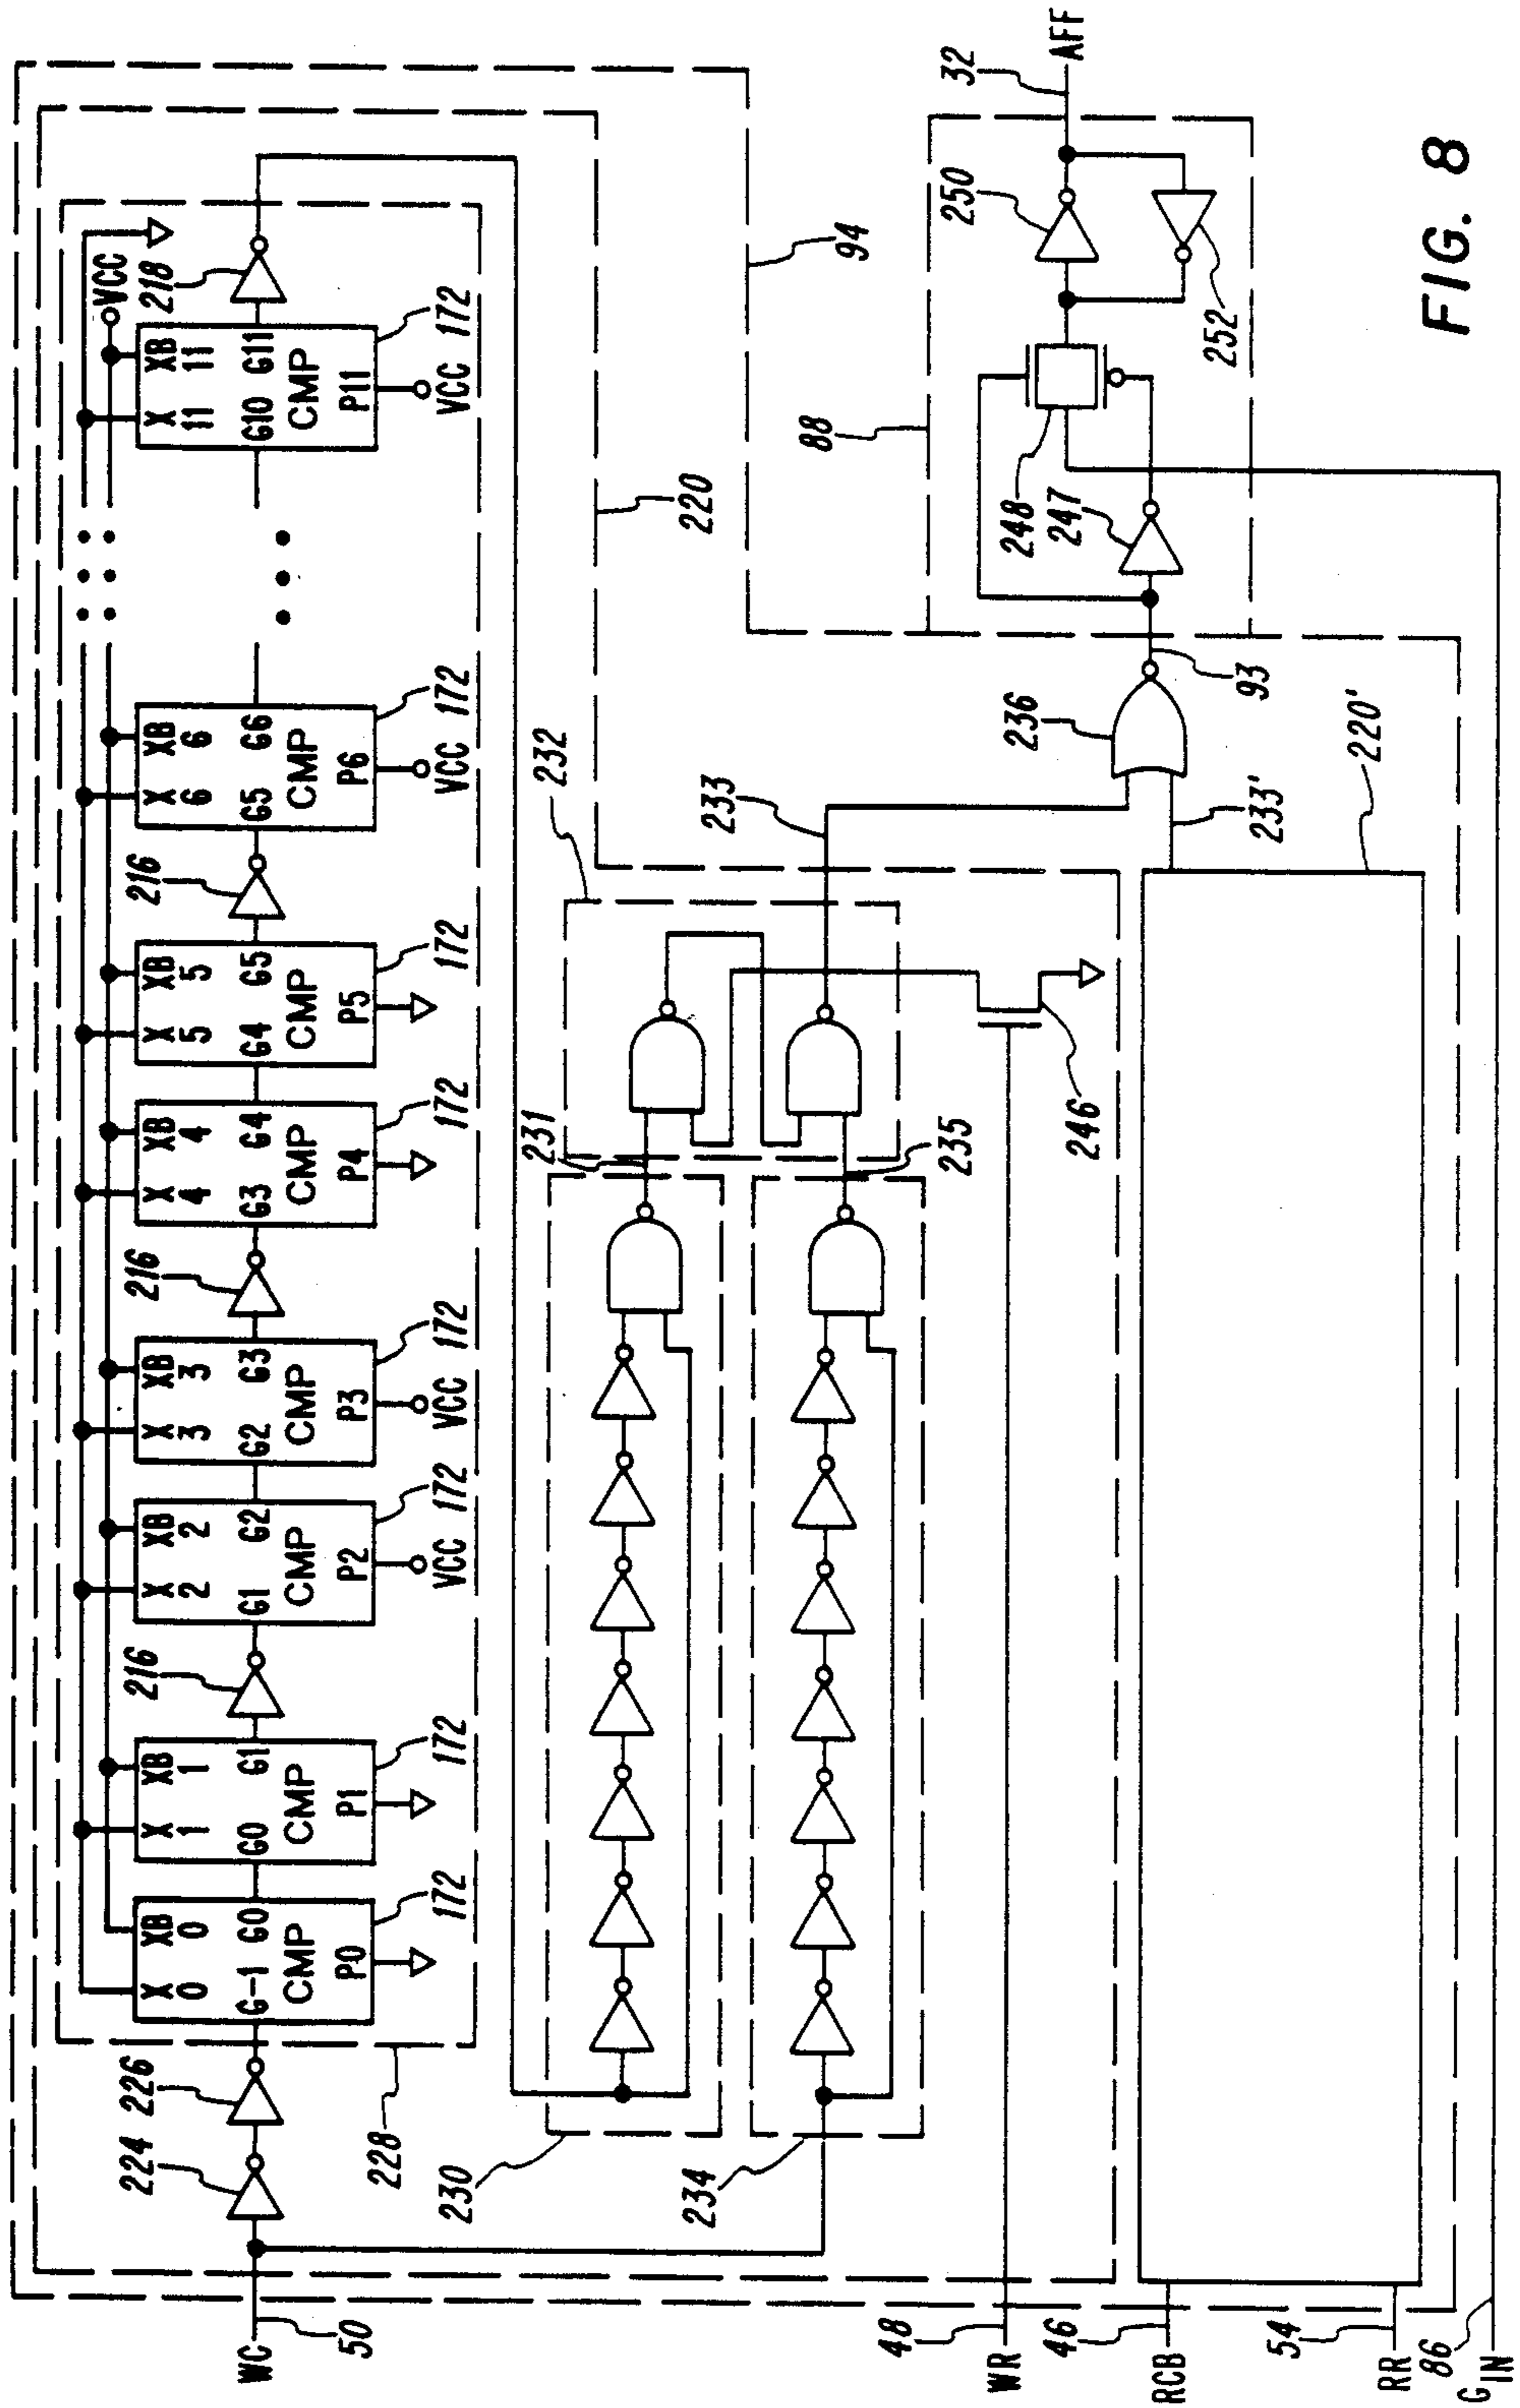 WC
50
224
226
228
X 0
XB 0
G-1 G0
CMP
P0
172
X 1
XB 1
G0 G1
CMP
P1
172
216
X 2
XB 2
G1 G2
CMP
P2
VCC
172
X 3
XB 3
G2 G3
CMP
P3
VCC
172
216
X 4
XB 4
G3 G4
CMP
P4
172
X 5
XB 5
G4 G5
CMP
P5
172
216
X 6
XB 6
G5 G6
CMP
P6
VCC
172
X 11
XB 11
G10 G11
CMP
P11
VCC
172
VCC
218
230
231
232
233
234
235
220
94
WR
48
246
RCB
46
RR
54
220'
233'
236
93
88
247
248
250
252
32
AFF
GIN
86
FIG. 8